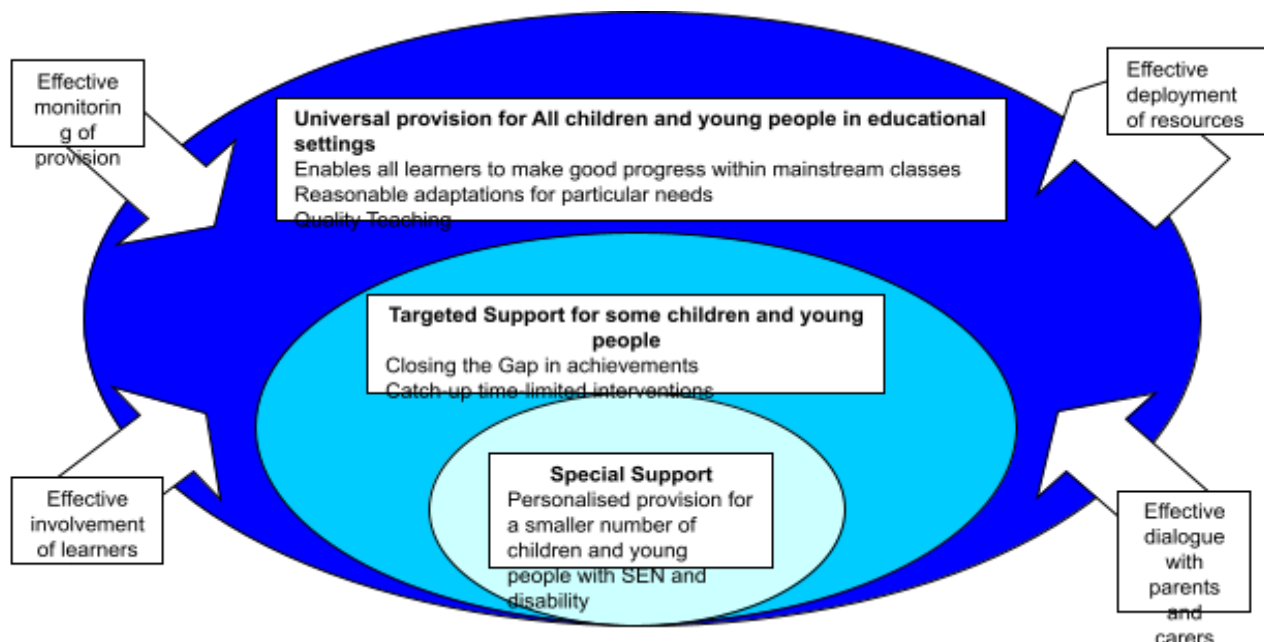 Effective
monitorin
g of
provision
Effective
deployment
of resources
Universal provision for All children and young people in educational
settings
Enables all learners to make good progress within mainstream classes
Reasonable adaptations for particular needs
Quality Teaching
Targeted Support for some children and young
people
Closing the Gap in achievements
Catch-up time-limited interventions
Special Support
Personalised provision for
a smaller number of
children and young
people with SEN and
disability
Effective
involvement
of learners
Effective
dialogue
with
parents
and
carers